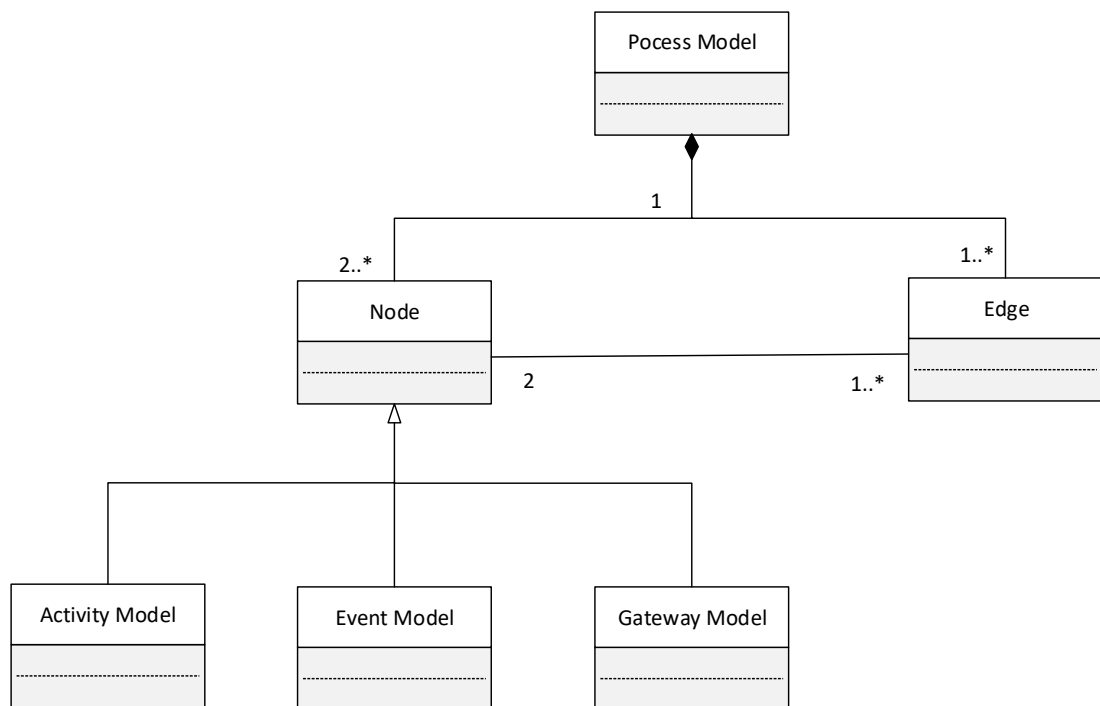 Pocess Model
1
2..*
1..*
Node
Edge
2
1..*
Activity Model
Event Model
Gateway Model